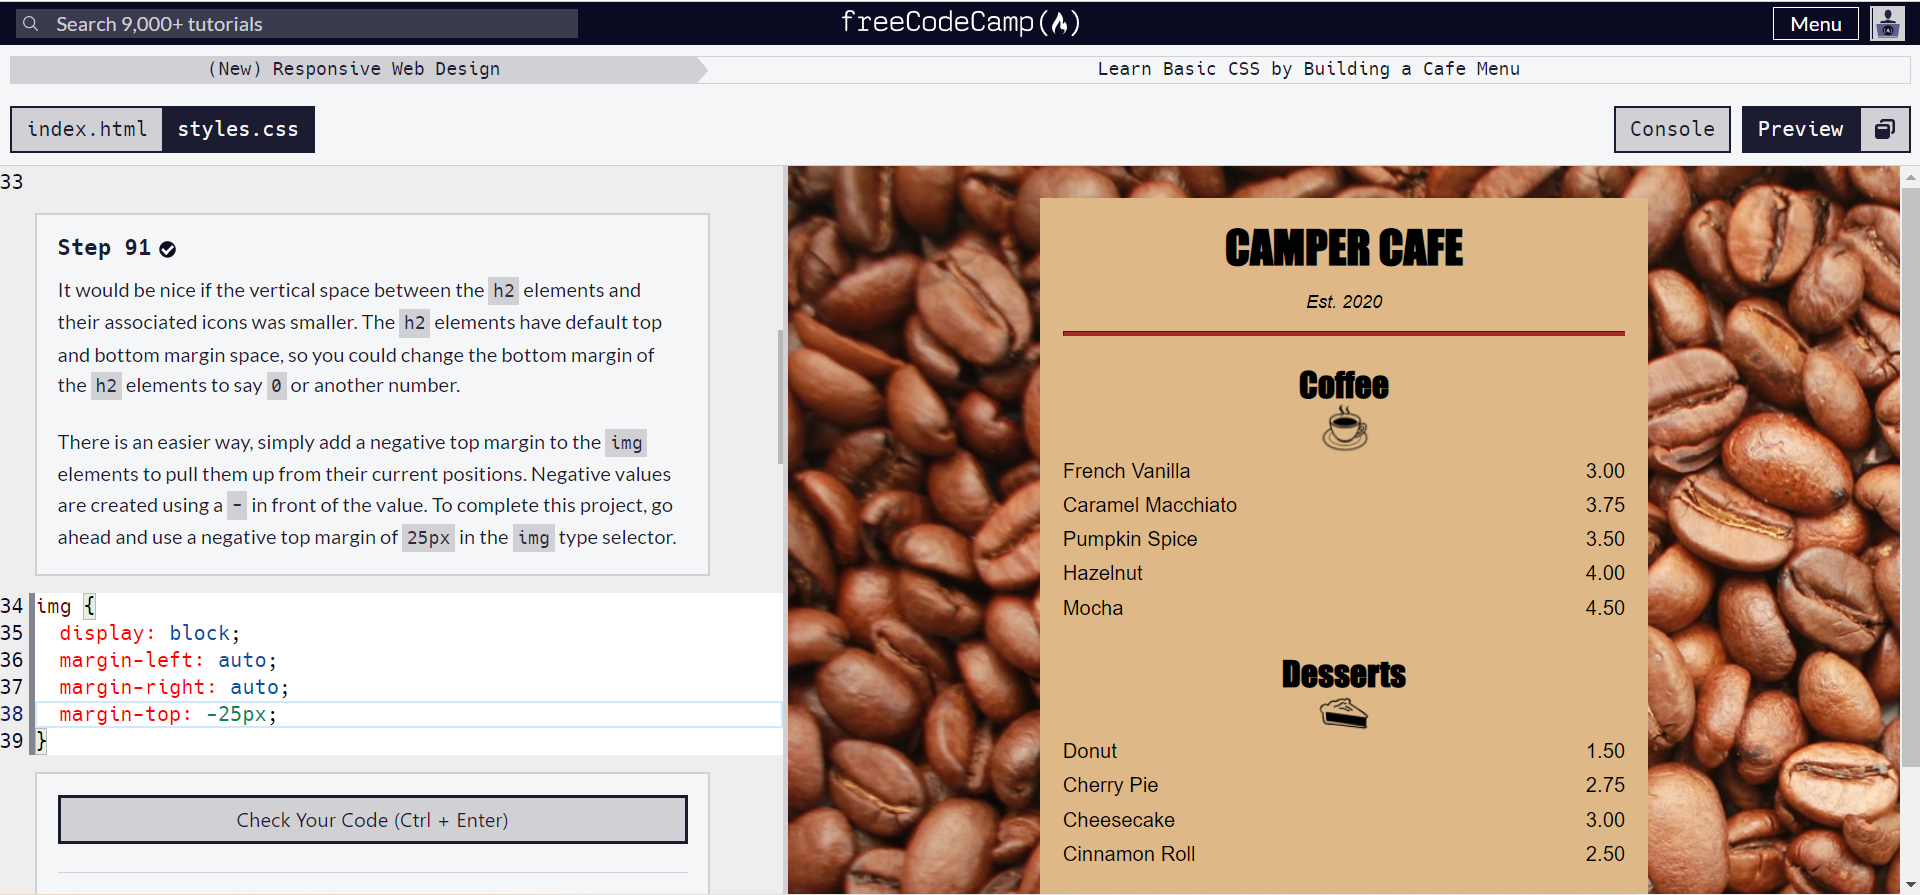 Search 9,000+ tutorials
freeCodeCamp
Menu
(New) Responsive Web Design
Learn Basic CSS by Building a Cafe Menu
index.html
styles.css
Console
Preview
33
Step 91
It would be nice if the vertical space between the h2 elements and
their associated icons was smaller. The h2 elements have default top
and bottom margin space, so you could change the bottom margin of
the h2 elements to say 0 or another number.
There is an easier way, simply add a negative top margin to the img
elements to pull them up from their current positions. Negative values
are created using a - in front of the value. To complete this project, go
ahead and use a negative top margin of 25px in the img type selector.
34 img {
35 display: block;
36 margin-left: auto;
37 margin-right: auto;
38 margin-top: -25px;
39 }
Check Your Code (Ctrl + Enter)
CAMPER CAFE
Est. 2020
Coffee
French Vanilla 3.00
Caramel Macchiato 3.75
Pumpkin Spice 3.50
Hazelnut 4.00
Mocha 4.50
Desserts
Donut 1.50
Cherry Pie 2.75
Cheesecake 3.00
Cinnamon Roll 2.50